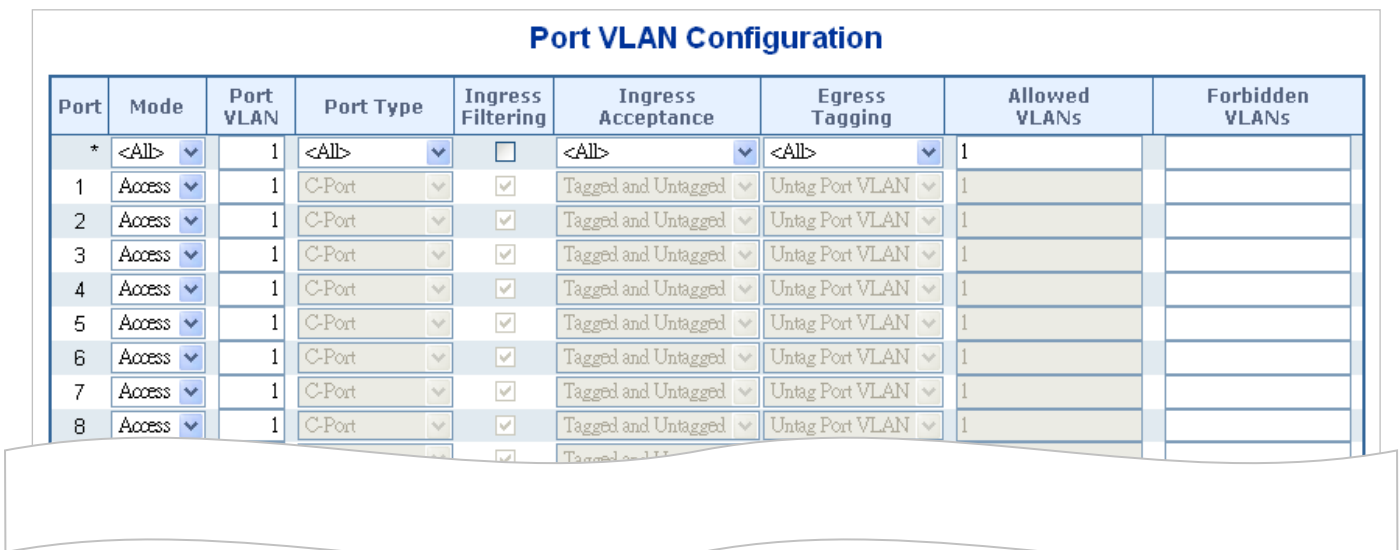 Port VLAN Configuration
Port Mode Port VLAN Port Type Ingress Filtering Ingress Acceptance Egress Tagging Allowed VLANs Forbidden VLANs
* <All> 1 <All> <All> <All> 1
1 Access 1 C-Port Tagged and Untagged Untag Port VLAN 1
2 Access 1 C-Port Tagged and Untagged Untag Port VLAN 1
3 Access 1 C-Port Tagged and Untagged Untag Port VLAN 1
4 Access 1 C-Port Tagged and Untagged Untag Port VLAN 1
5 Access 1 C-Port Tagged and Untagged Untag Port VLAN 1
6 Access 1 C-Port Tagged and Untagged Untag Port VLAN 1
7 Access 1 C-Port Tagged and Untagged Untag Port VLAN 1
8 Access 1 C-Port Tagged and Untagged Untag Port VLAN 1